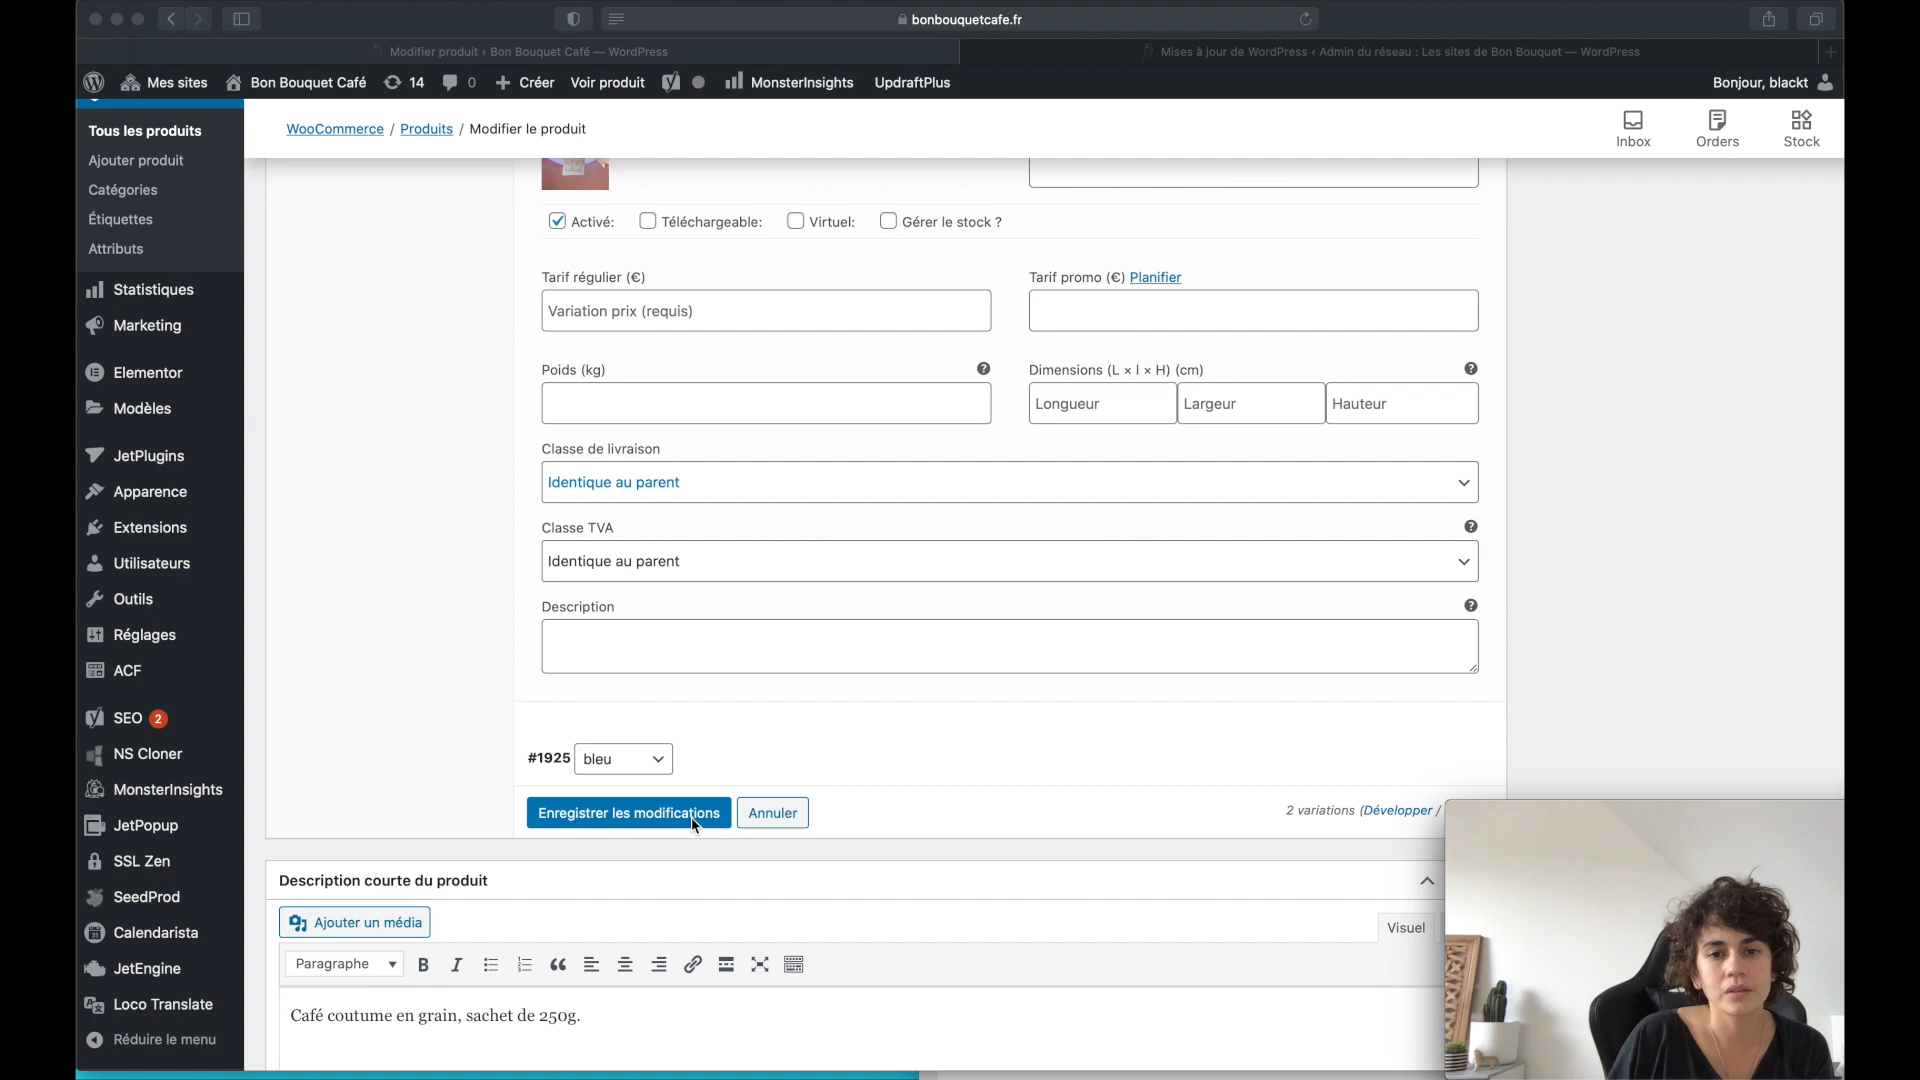 bonbouquetcafe.fr
Modifier produit ‹ Bon Bouquet Café — WordPress
Mises à jour de WordPress ‹ Admin du réseau : Les sites de Bon Bouquet — WordPress
Mes sites Bon Bouquet Café 14 0 Créer Voir produit MonsterInsights UpdraftPlus Bonjour, blackt
WooCommerce / Produits / Modifier le produit
Inbox
Orders
Stock
Tous les produits
Ajouter produit
Catégories
Étiquettes
Attributs
Statistiques
Marketing
Elementor
Modèles
JetPlugins
Apparence
Extensions
Utilisateurs
Outils
Réglages
ACF
SEO 2
NS Cloner
MonsterInsights
JetPopup
SSL Zen
SeedProd
Calendarista
JetEngine
Loco Translate
Réduire le menu
Activé: Téléchargeable: Virtuel: Gérer le stock ?
Tarif régulier (€)
Variation prix (requis)
Tarif promo (€) Planifier
Poids (kg)
Dimensions (L × l × H) (cm)
Longueur
Largeur
Hauteur
Classe de livraison
Identique au parent
Classe TVA
Identique au parent
Description
#1925 bleu
Enregistrer les modifications
Annuler
2 variations (Développer /
Description courte du produit
Ajouter un média
Visuel
Paragraphe
Café coutume en grain, sachet de 250g.